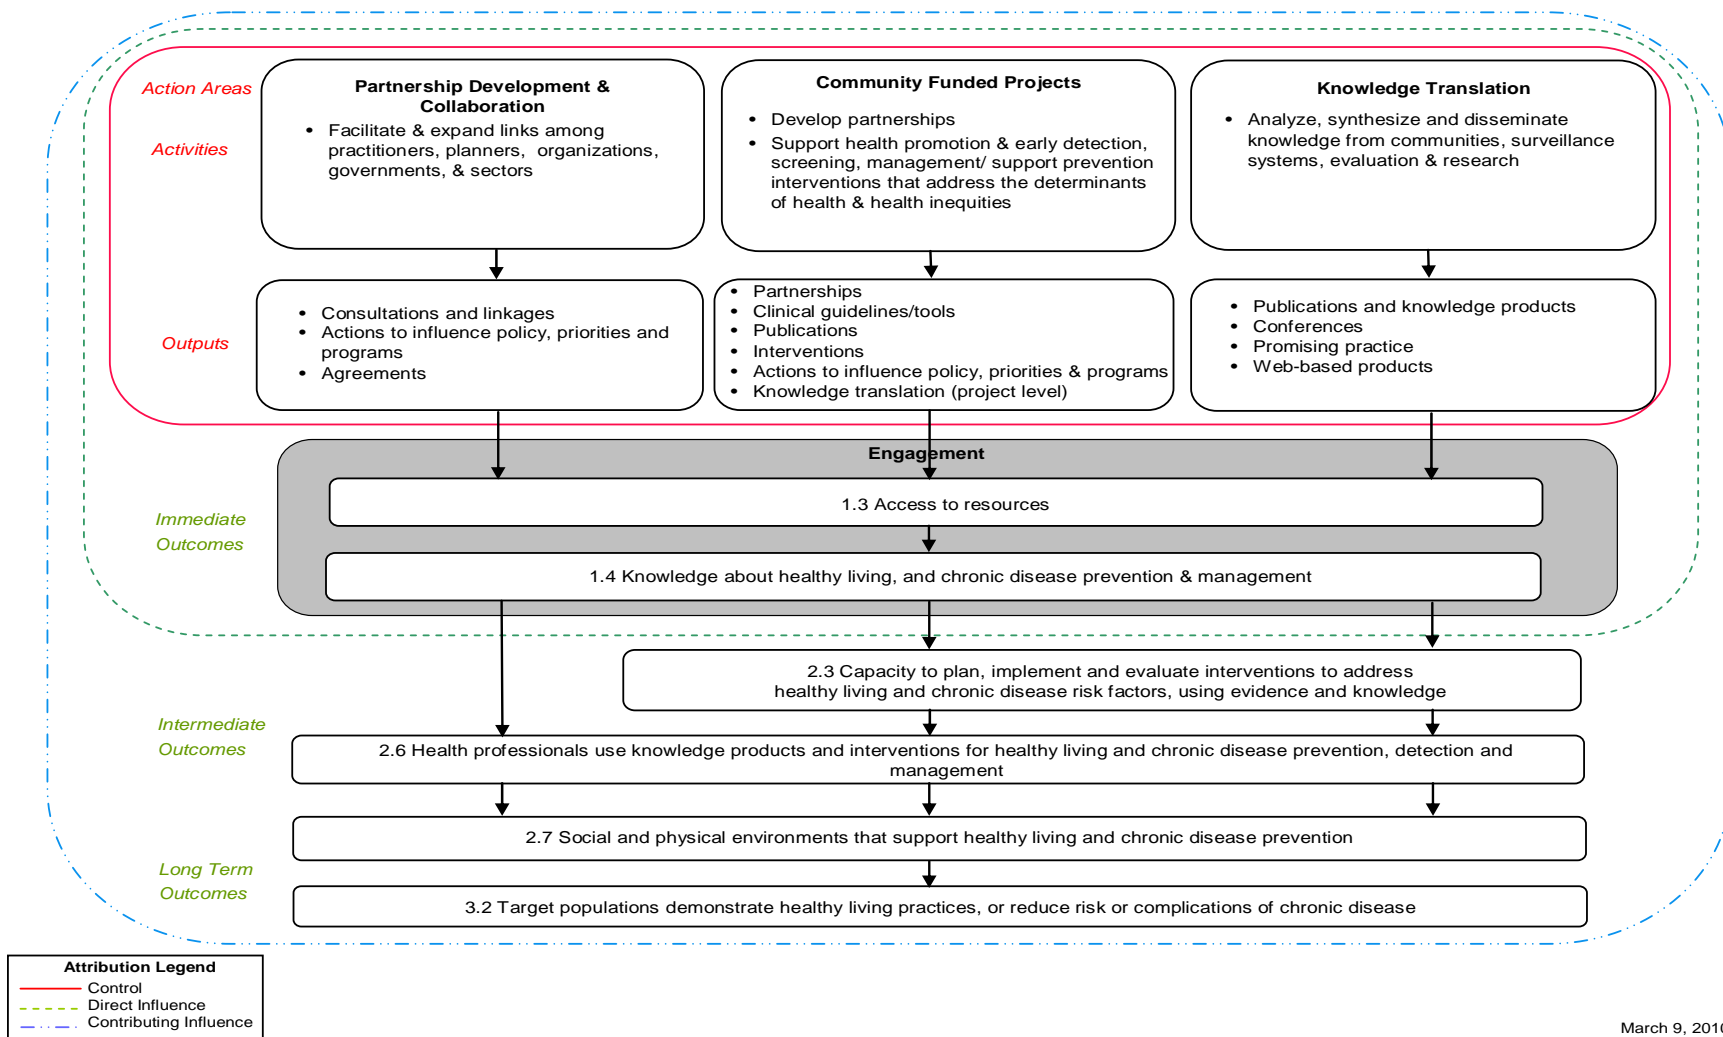 Action Areas
Activities
Outputs
Partnership Development &
Collaboration
• Facilitate & expand links among
practitioners, planners, organizations,
governments, & sectors
Community Funded Projects
• Develop partnerships
• Support health promotion & early detection,
screening, management/ support prevention
interventions that address the determinants
of health & health inequities
Knowledge Translation
• Analyze, synthesize and disseminate
knowledge from communities, surveillance
systems, evaluation & research
• Consultations and linkages
• Actions to influence policy, priorities and
programs
• Agreements
• Partnerships
• Clinical guidelines/tools
• Publications
• Interventions
• Actions to influence policy, priorities & programs
• Knowledge translation (project level)
• Publications and knowledge products
• Conferences
• Promising practice
• Web-based products
Engagement
Immediate
Outcomes
1.3 Access to resources
1.4 Knowledge about healthy living, and chronic disease prevention & management
2.3 Capacity to plan, implement and evaluate interventions to address
healthy living and chronic disease risk factors, using evidence and knowledge
Intermediate
Outcomes
2.6 Health professionals use knowledge products and interventions for healthy living and chronic disease prevention, detection and
management
2.7 Social and physical environments that support healthy living and chronic disease prevention
Long Term
Outcomes
3.2 Target populations demonstrate healthy living practices, or reduce risk or complications of chronic disease
Attribution Legend
Control
Direct Influence
Contributing Influence
March 9, 2010